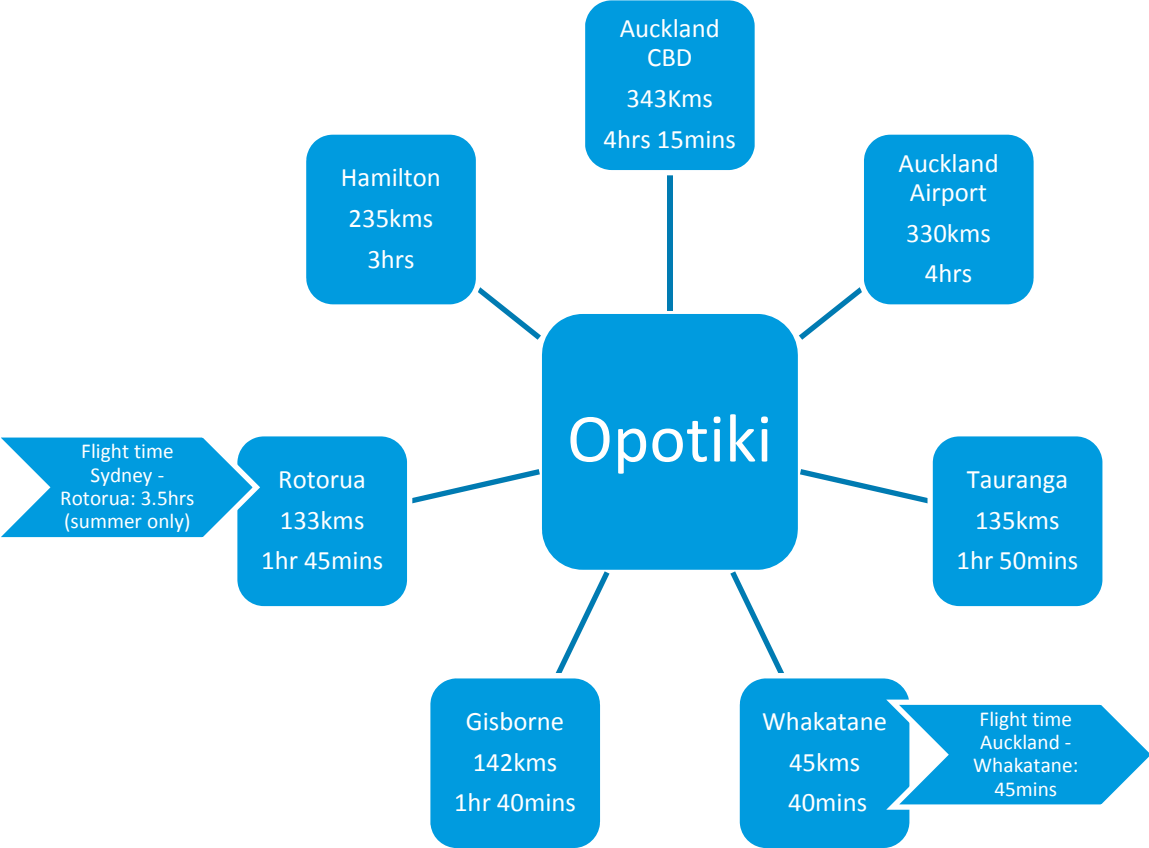 Auckland
CBD
343Kms
4hrs 15mins
Hamilton
235kms
3hrs
Auckland
Airport
330kms
4hrs
Opotiki
Flight time
Sydney -
Rotorua: 3.5hrs
(summer only)
Rotorua
133kms
1hr 45mins
Tauranga
135kms
1hr 50mins
Gisborne
142kms
1hr 40mins
Whakatane
45kms
40mins
Flight time
Auckland -
Whakatane:
45mins